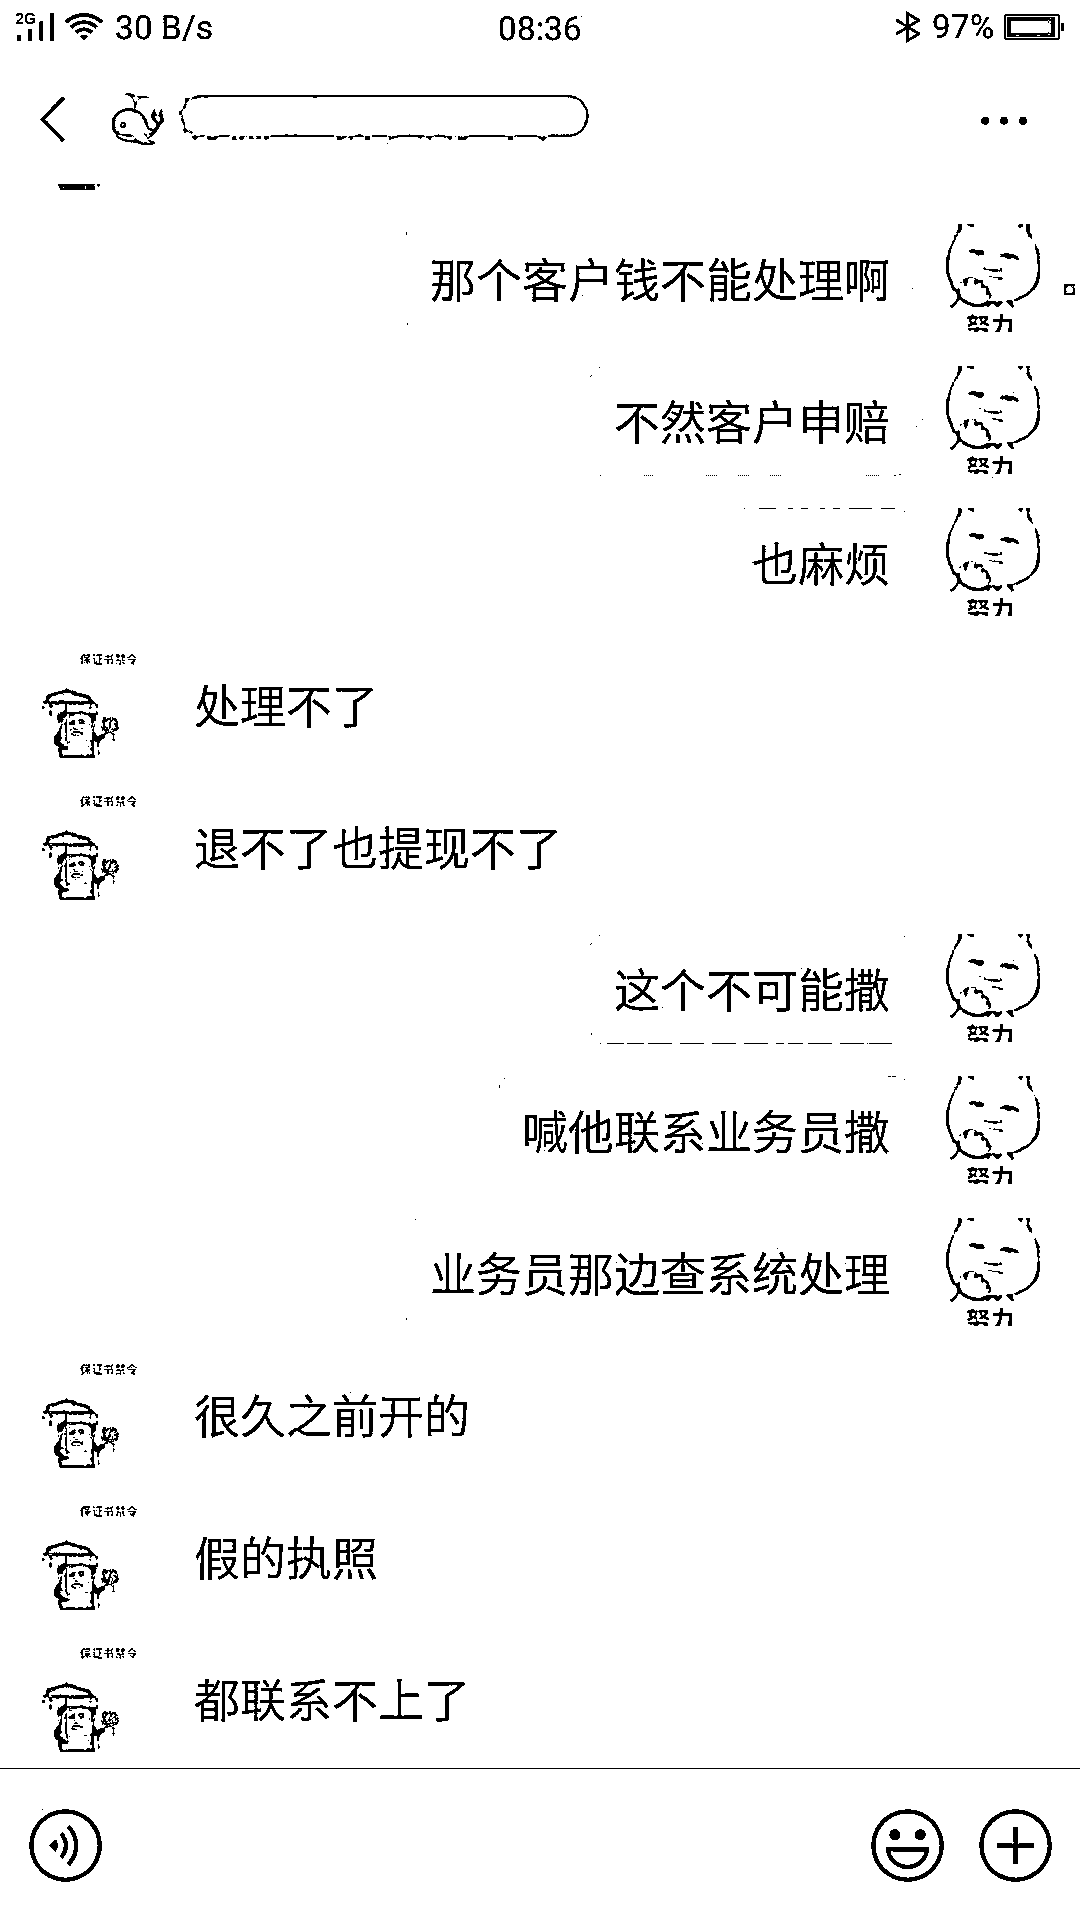 2G 30 B/s 08:36 97%
那个客户钱不能处理啊
努力
不然客户申赔
努力
也麻烦
努力
保证书禁令
处理不了
保证书禁令
退不了也提现不了
这个不可能撒
努力
喊他联系业务员撒
努力
业务员那边查系统处理
努力
保证书禁令
很久之前开的
保证书禁令
假的执照
保证书禁令
都联系不上了